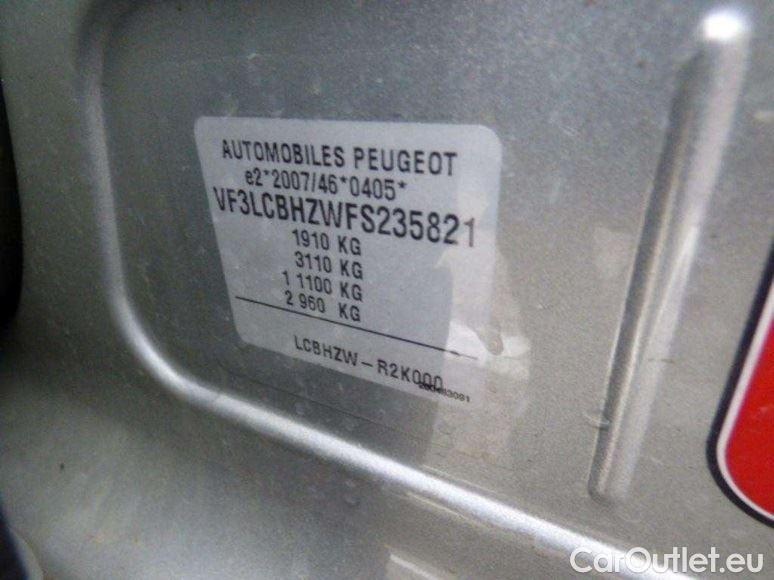 AUTOMOBILES PEUGEOT
e2*2007/46*0405*
VF3LCBHZWFS235821
1910 KG
3110 KG
1 1100 KG
2 960 KG
LCBHZW-R2K000
CarOutlet.eu